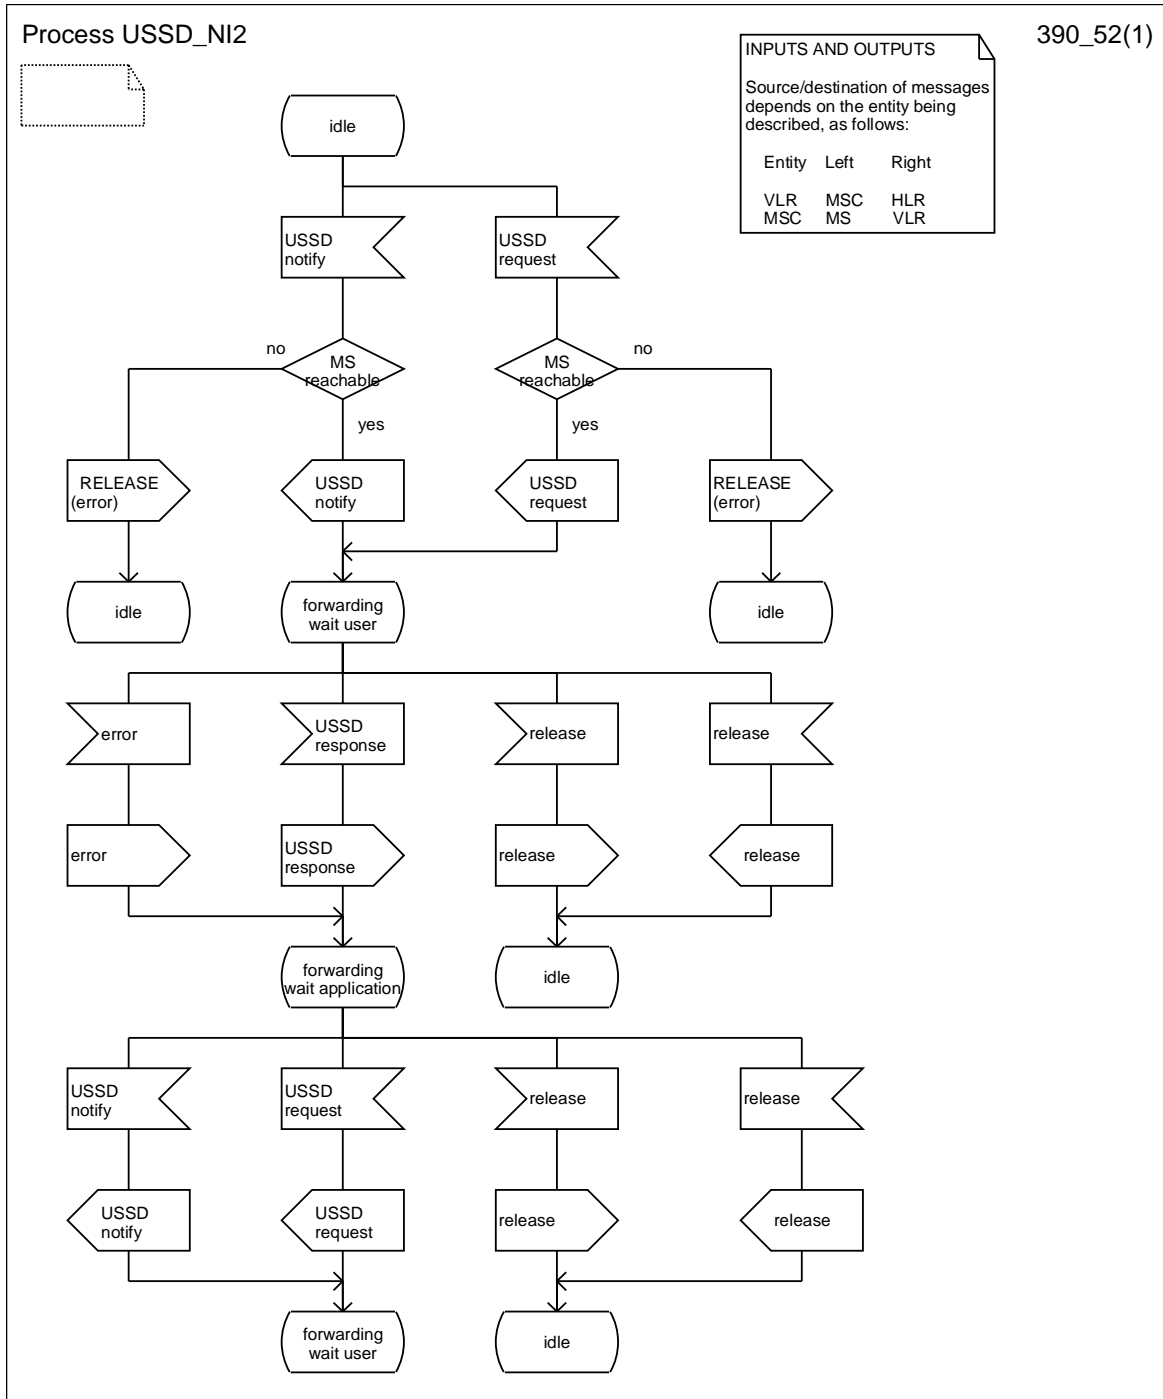 Process USSD_NI2
390_52(1)
INPUTS AND OUTPUTS
Source/destination of messages
depends on the entity being
described, as follows:
Entity Left Right
VLR MSC HLR
MSC MS VLR
idle
USSD
notify
USSD
request
no
MS
reachable
yes
MS
reachable
no
yes
RELEASE
(error)
USSD
notify
USSD
request
RELEASE
(error)
idle
forwarding
wait user
idle
error
USSD
response
release
release
error
USSD
response
release
release
forwarding
wait application
idle
USSD
notify
USSD
request
release
release
USSD
notify
USSD
request
release
release
forwarding
wait user
idle